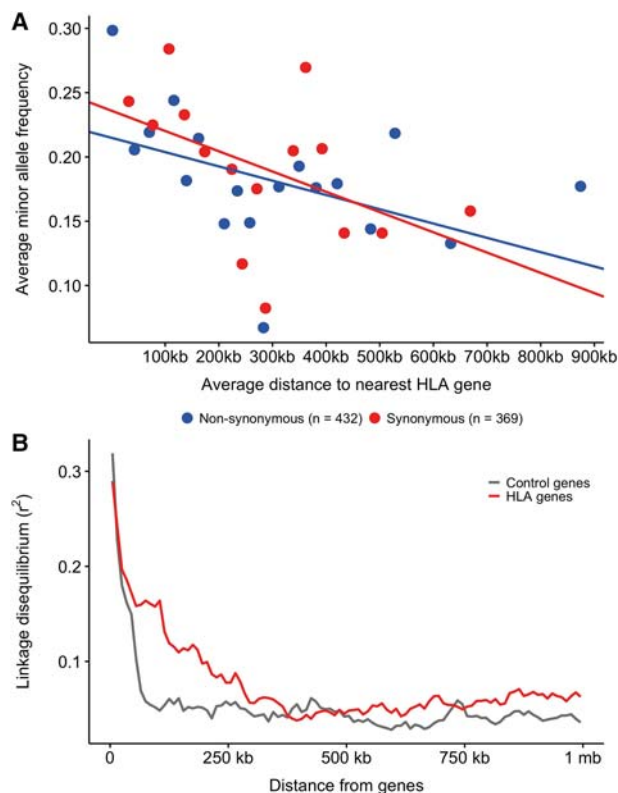 A
Average minor allele frequency
0.30
0.25
0.20
0.15
0.10
100kb 200kb 300kb 400kb 500kb 600kb 700kb 800kb 900kb
Average distance to nearest HLA gene
Non-synonymous (n = 432) Synonymous (n = 369)
B
Linkage disequilibrium (r²)
0.3
0.2
0.1
Control genes
HLA genes
0 250 kb 500 kb 750 kb 1 mb
Distance from genes